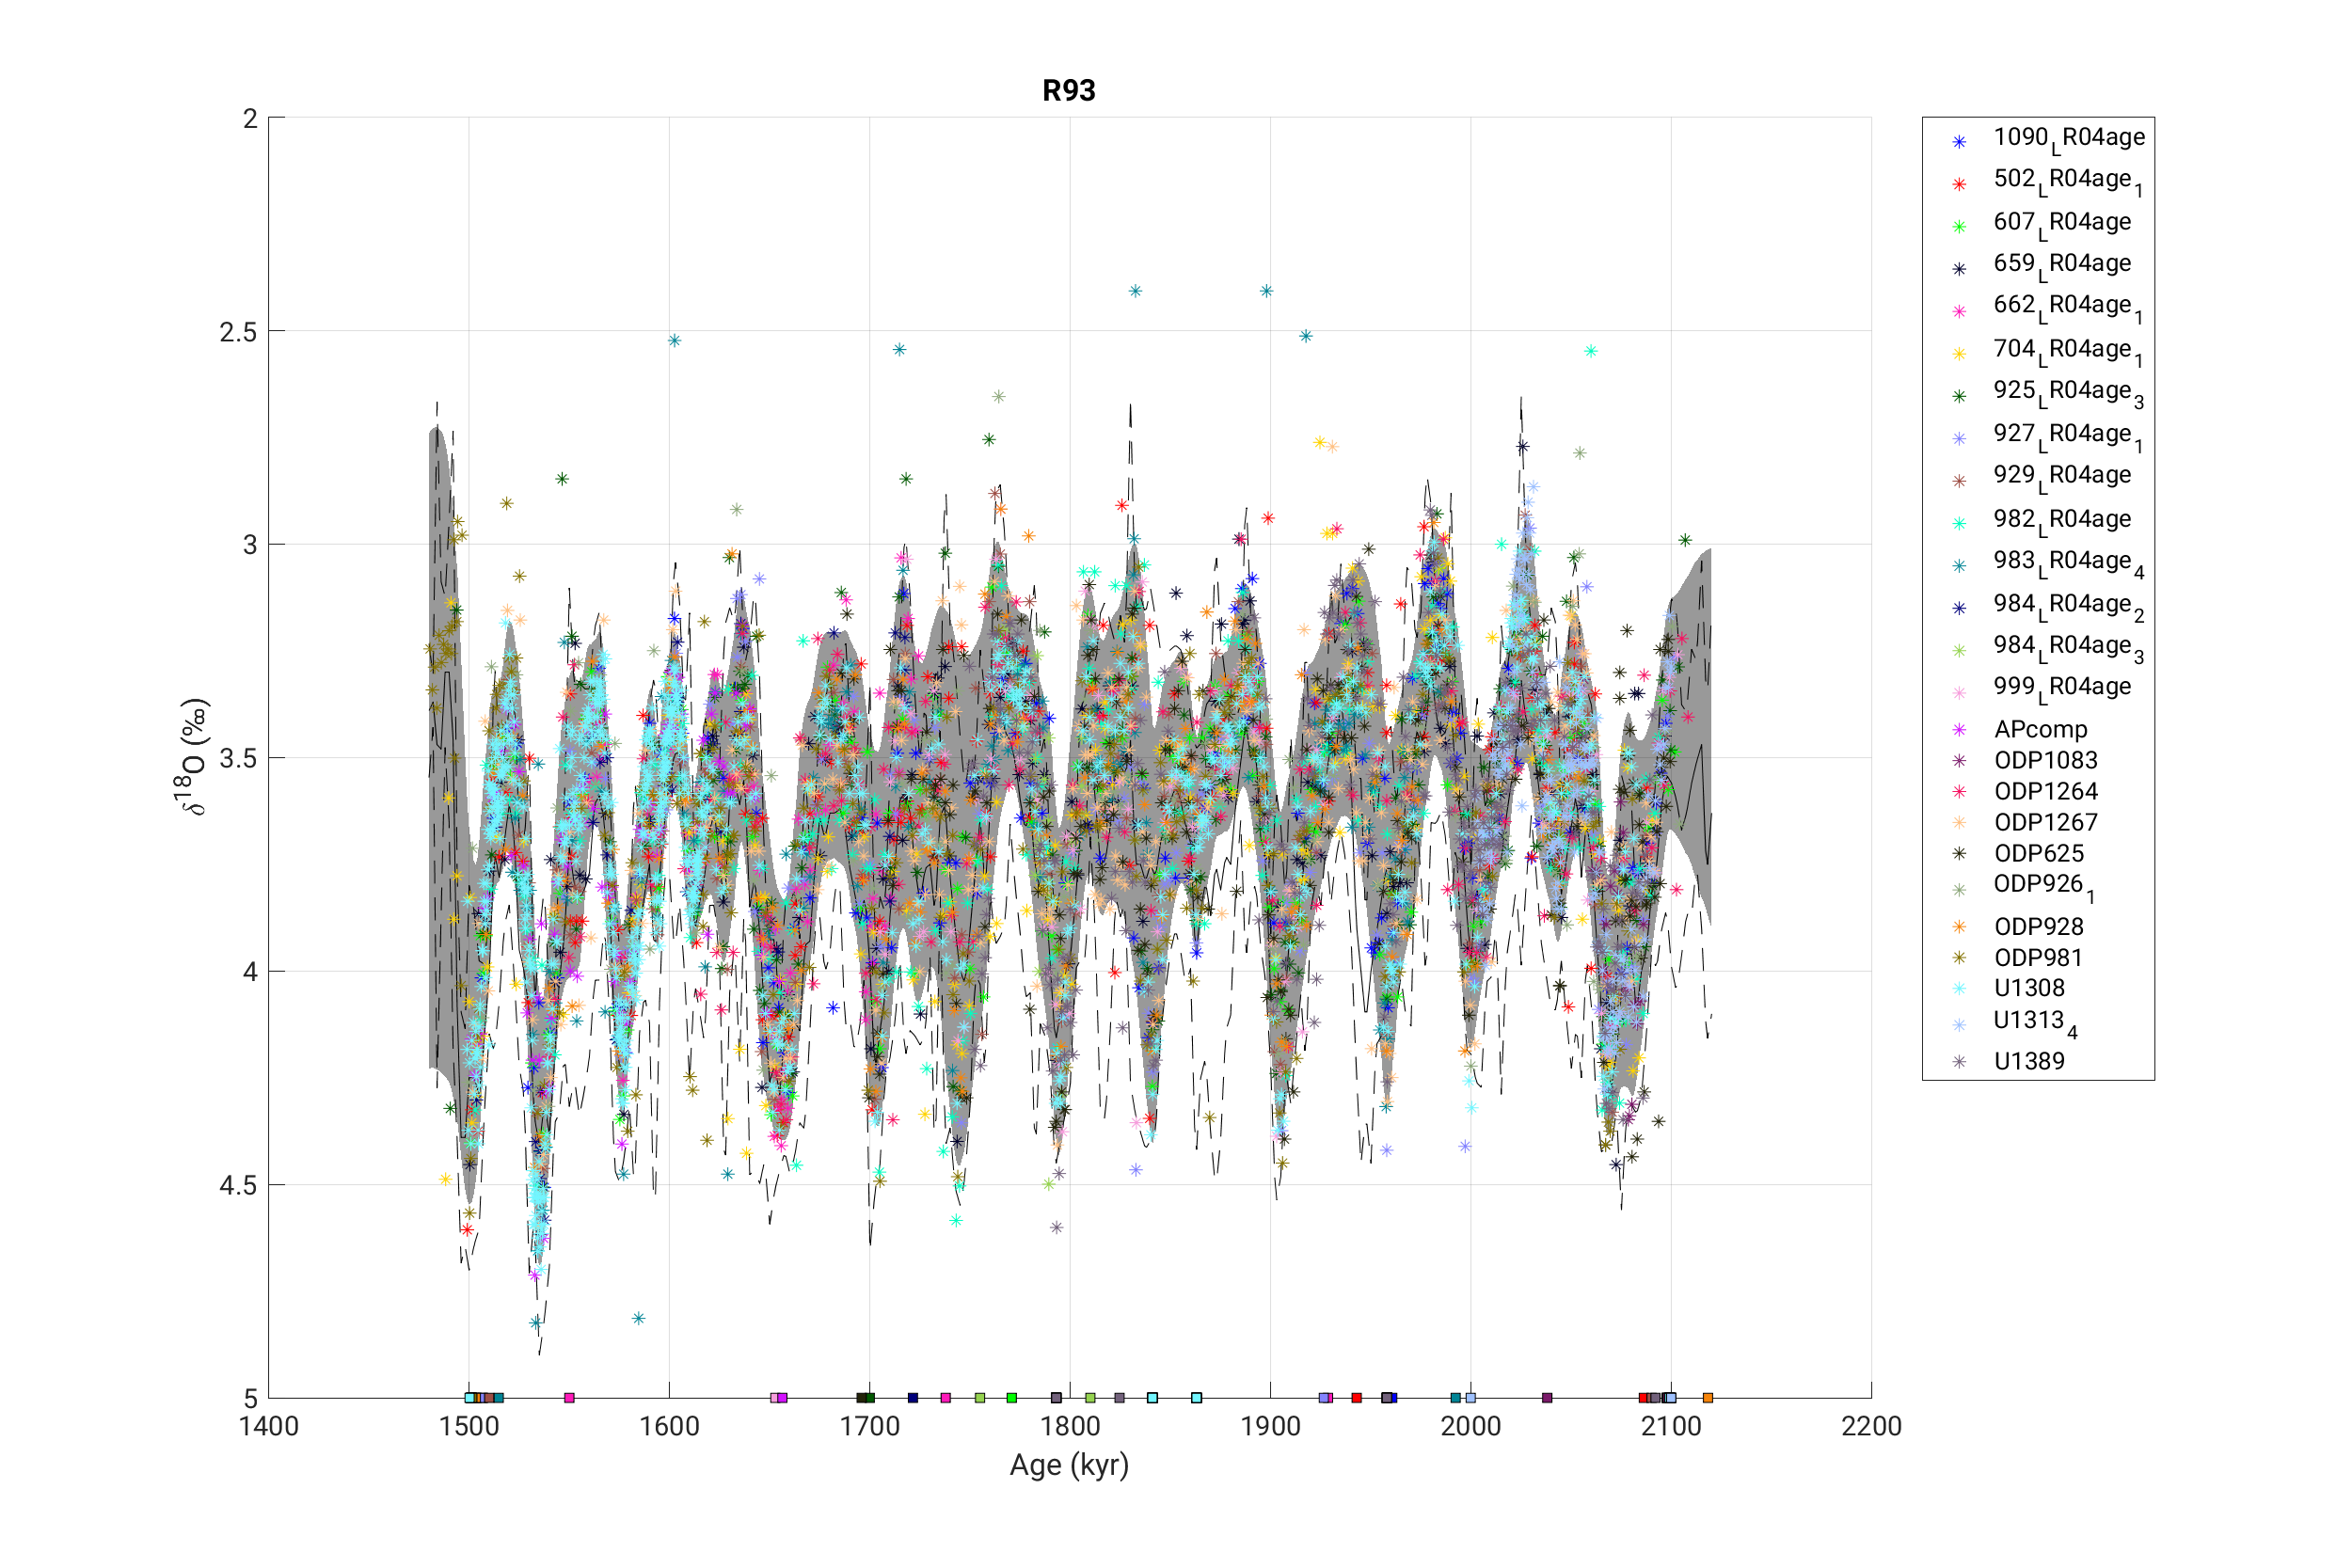 R93
2
2.5
3
3.5
4
4.5
5
δ18O (‰)
1400 1500 1600 1700 1800 1900 2000 2100 2200
Age (kyr)
1090LR04age
502LR04age1
607LR04age
659LR04age
662LR04age1
704LR04age1
925LR04age3
927LR04age1
929LR04age
982LR04age
983LR04age4
984LR04age2
984LR04age3
999LR04age
APcomp
ODP1083
ODP1264
ODP1267
ODP625
ODP9261
ODP928
ODP981
U1308
U13134
U1389